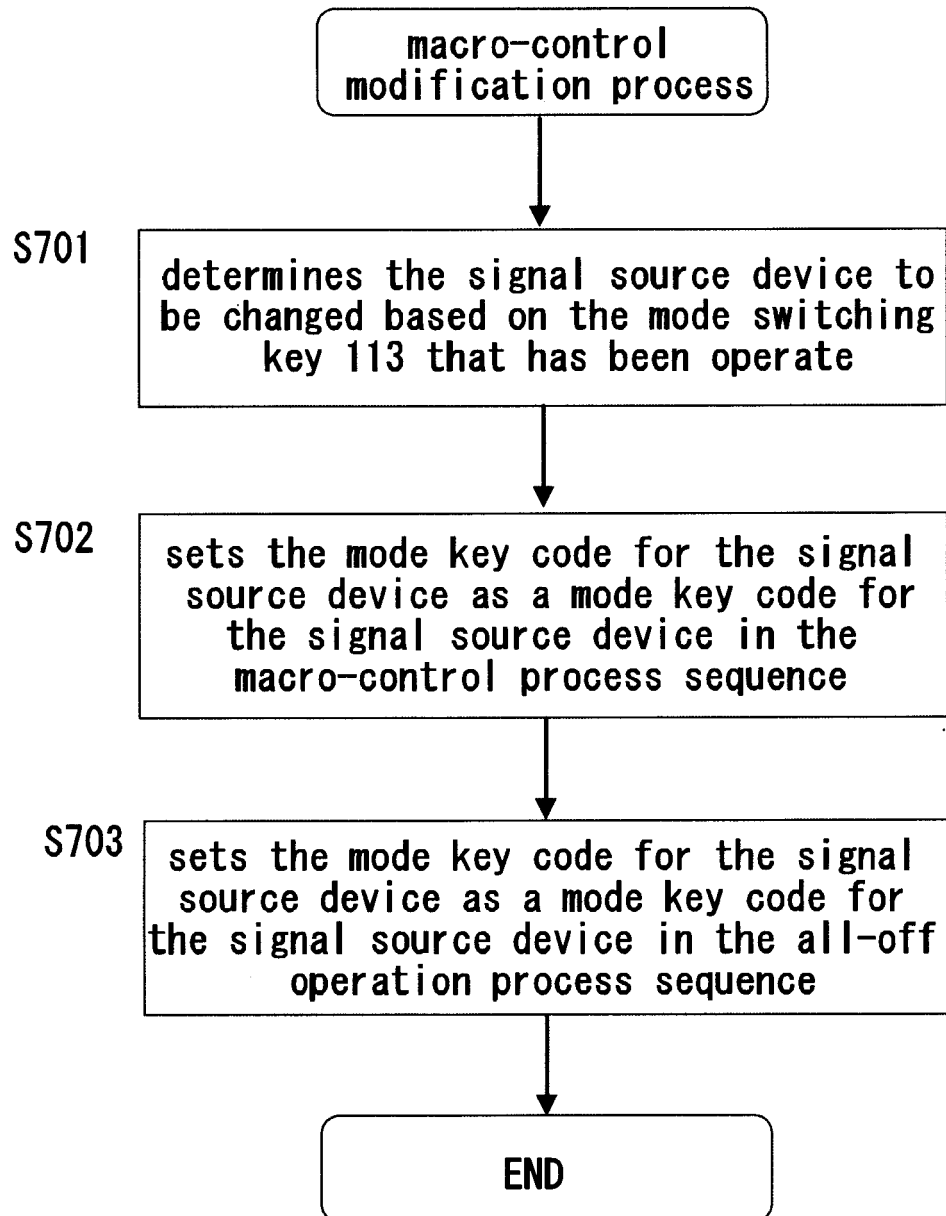 macro-control
modification process
S701
determines the signal source device to
be changed based on the mode switching
key 113 that has been operate
S702
sets the mode key code for the signal
source device as a mode key code for
the signal source device in the
macro-control process sequence
S703
sets the mode key code for the signal
source device as a mode key code for
the signal source device in the all-off
operation process sequence
END